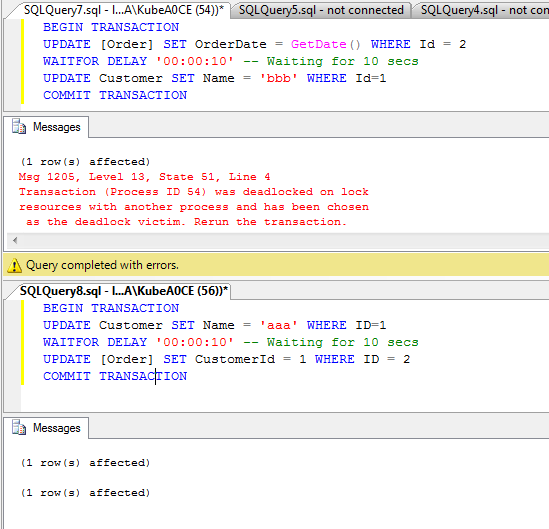 SQLQuery7.sql - l...A\KubeA0CE (54))* SQLQuery5.sql - not connected SQLQuery4.sql - not con
BEGIN TRANSACTION
UPDATE [Order] SET OrderDate = GetDate() WHERE Id = 2
WAITFOR DELAY '00:00:10' -- Waiting for 10 secs
UPDATE Customer SET Name = 'bbb' WHERE Id=1
COMMIT TRANSACTION
Messages
(1 row(s) affected)
Msg 1205, Level 13, State 51, Line 4
Transaction (Process ID 54) was deadlocked on lock
resources with another process and has been chosen
as the deadlock victim. Rerun the transaction.
Query completed with errors.
SQLQuery8.sql - l...A\KubeA0CE (56))*
BEGIN TRANSACTION
UPDATE Customer SET Name = 'aaa' WHERE ID=1
WAITFOR DELAY '00:00:10' -- Waiting for 10 secs
UPDATE [Order] SET CustomerId = 1 WHERE ID = 2
COMMIT TRANSACTION
Messages
(1 row(s) affected)
(1 row(s) affected)